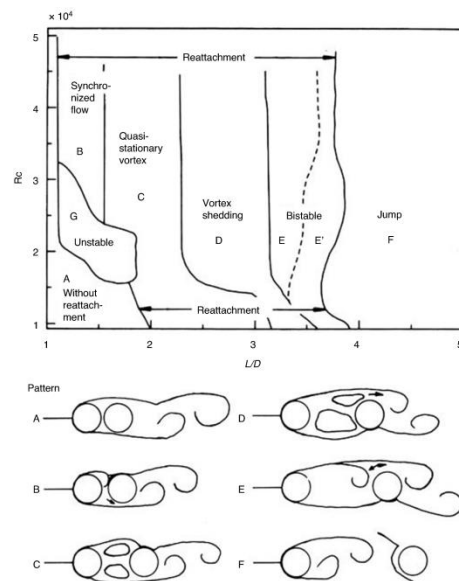 × 10⁴
Reattachment
5
Synchro-
nized
flow
Quasi-
stationary
vortex
4
B
Rc
3
C
G
Vortex
shedding
Bistable
Jump
Unstable
D
E
E'
F
2
A
Without
reattach-
ment
Reattachment
1
1
2
3
4
5
L/D
Pattern
A
D
B
E
C
F